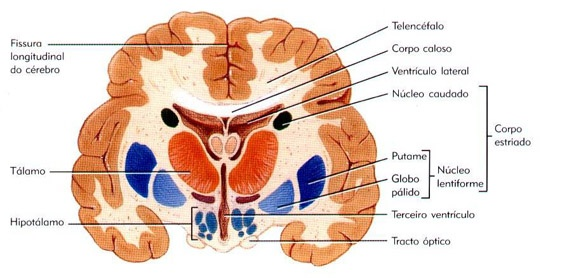 Fissura
longitudinal
do cérebro
Tálamo
Hipotálamo
Telencéfalo
Corpo caloso
Ventrículo lateral
Núcleo caudado
Putame
Globo
pálido
Núcleo
lentiforme
Corpo
estriado
Terceiro ventrículo
Tracto óptico